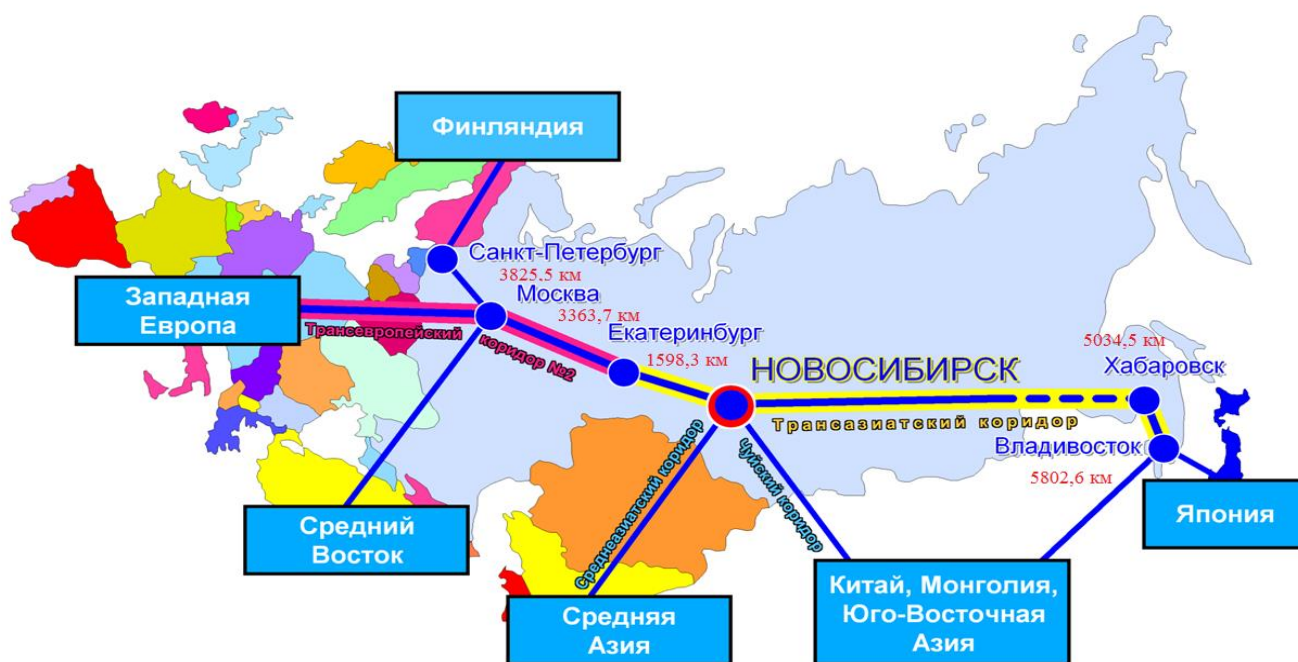 Финляндия
Санкт-Петербург
3825,5 км
Западная
Европа
Москва
3363,7 км
Трансевропейский коридор №2
Екатеринбург
1598,3 км
НОВОСИБИРСК
5034,5 км
Хабаровск
Трансазиатский коридор
Владивосток
5802,6 км
Среднеазиатский коридор
Чуйский коридор
Средний
Восток
Япония
Средняя
Азия
Китай, Монголия,
Юго-Восточная
Азия